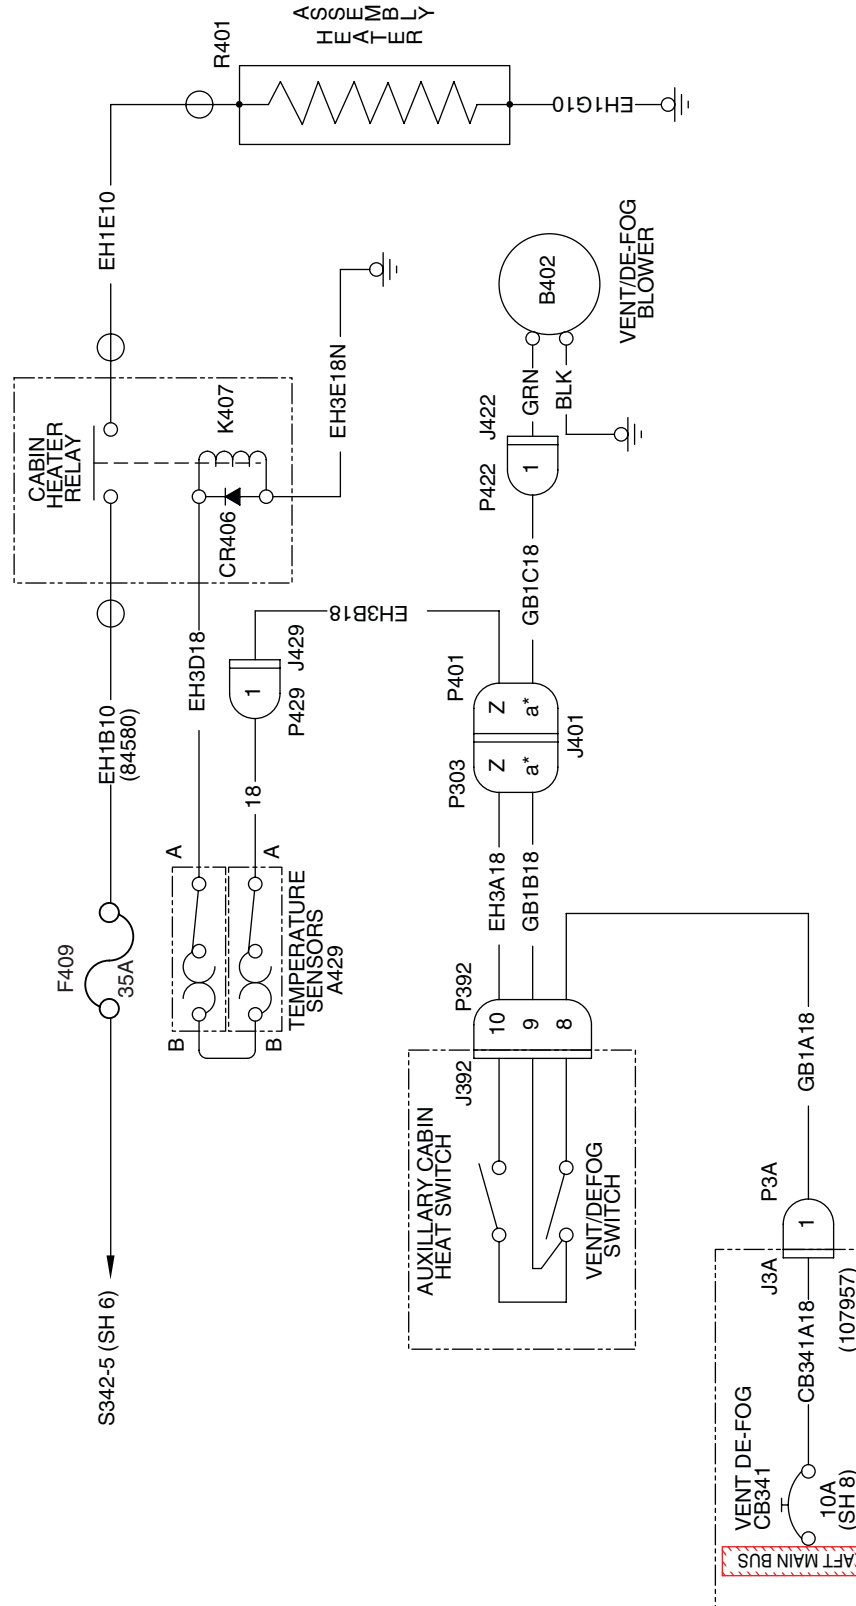 ASSEMBLY
HEATER
R401
EH1G10
EH1E10
CABIN
HEATER
RELAY
K407
CR406
EH3E18N
B402
VENT/DE-FOG
BLOWER
GRN
BLK
J422
P422
1
GB1C18
EH3B18
EH3D18
J429
P429
1
18
EH1B10
(84580)
F409
35A
S342-5 (SH 6)
A
A
B
B
TEMPERATURE
SENSORS
A429
P401
P303
J401
Z
a*
Z
a*
EH3A18
GB1B18
P392
J392
10
9
8
AUXILLARY CABIN
HEAT SWITCH
VENT/DEFOG
SWITCH
GB1A18
P3A
J3A
1
CB341A18
(107957)
VENT DE-FOG
CB341
10A
(SH 8)
AFT MAIN BUS